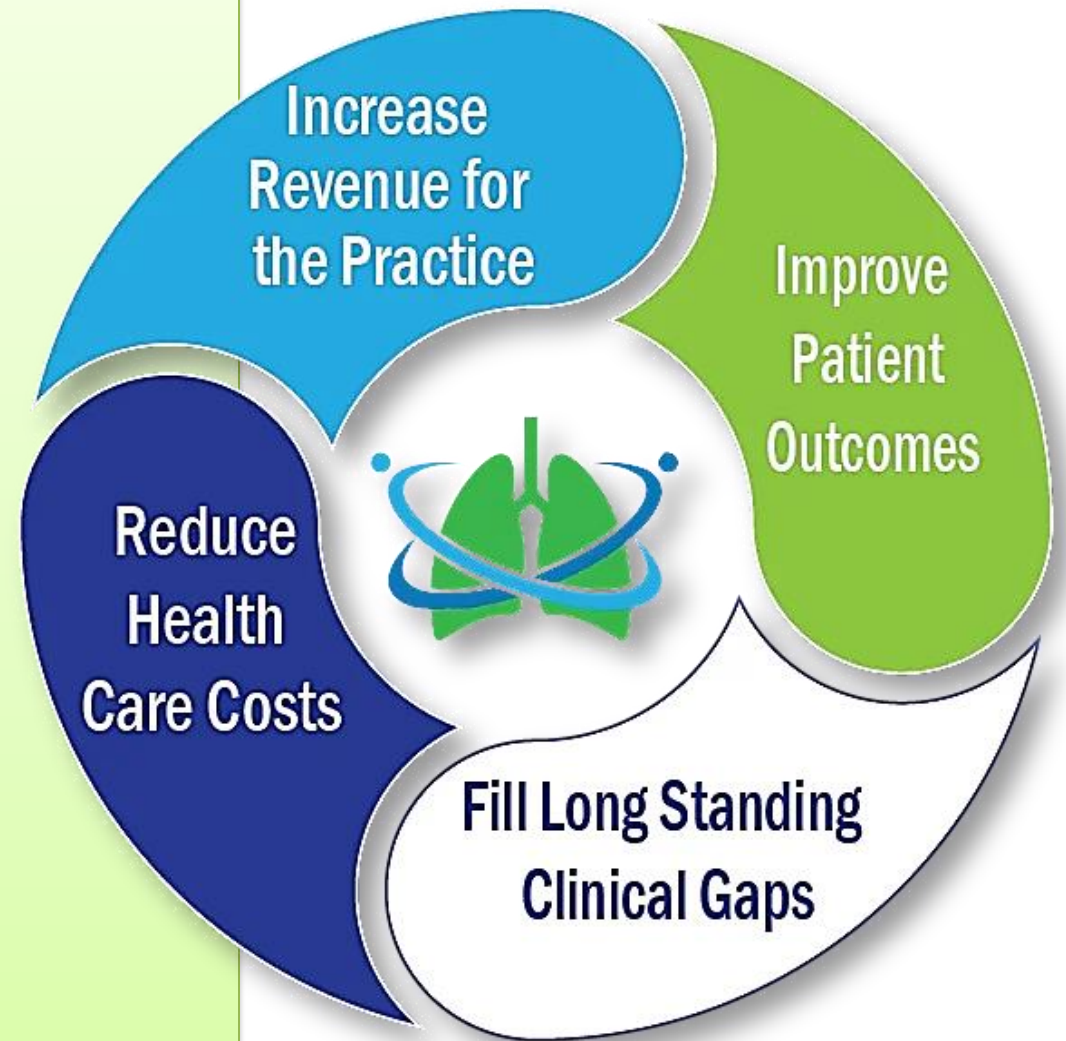 Increase
Revenue for
the Practice
Improve
Patient
Outcomes
Fill Long Standing
Clinical Gaps
Reduce
Health
Care Costs